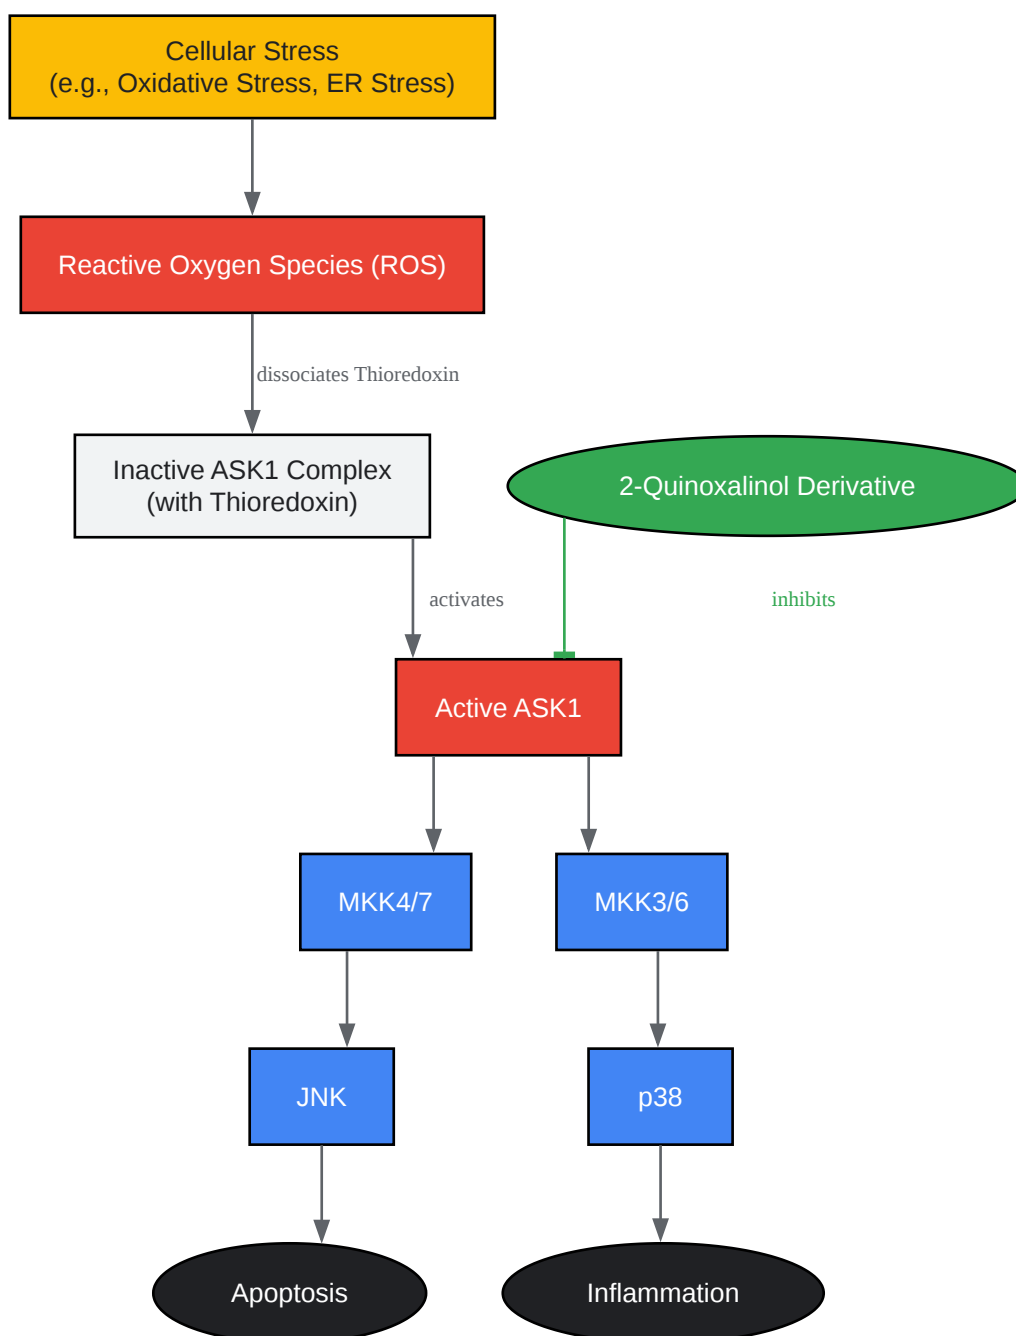 Cellular Stress
(e.g., Oxidative Stress, ER Stress)
Reactive Oxygen Species (ROS)
dissociates Thioredoxin
Inactive ASK1 Complex
(with Thioredoxin)
2-Quinoxalinol Derivative
activates
inhibits
Active ASK1
MKK4/7
MKK3/6
JNK
p38
Apoptosis
Inflammation